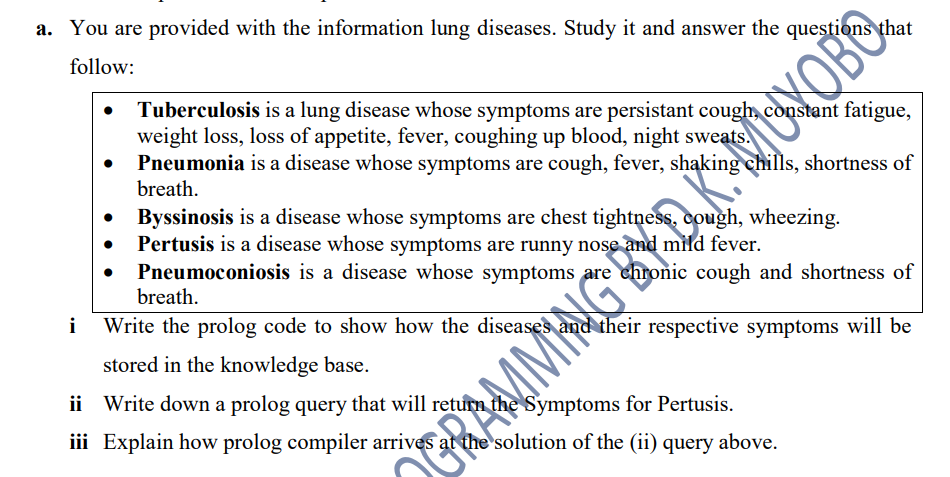 a. You are provided with the information lung diseases. Study it and answer the questions that
follow:
• Tuberculosis is a lung disease whose symptoms are persistant cough, constant fatigue,
weight loss, loss of appetite, fever, coughing up blood, night sweats.
• Pneumonia is a disease whose symptoms are cough, fever, shaking chills, shortness of
breath.
• Byssinosis is a disease whose symptoms are chest tightness, cough, wheezing.
• Pertusis is a disease whose symptoms are runny nose and mild fever.
• Pneumoconiosis is a disease whose symptoms are chronic cough and shortness of
breath.
i Write the prolog code to show how the diseases and their respective symptoms will be
stored in the knowledge base.
ii Write down a prolog query that will return the Symptoms for Pertusis.
iii Explain how prolog compiler arrives at the solution of the (ii) query above.
OGRAMMING BY D.K. MUYOBO